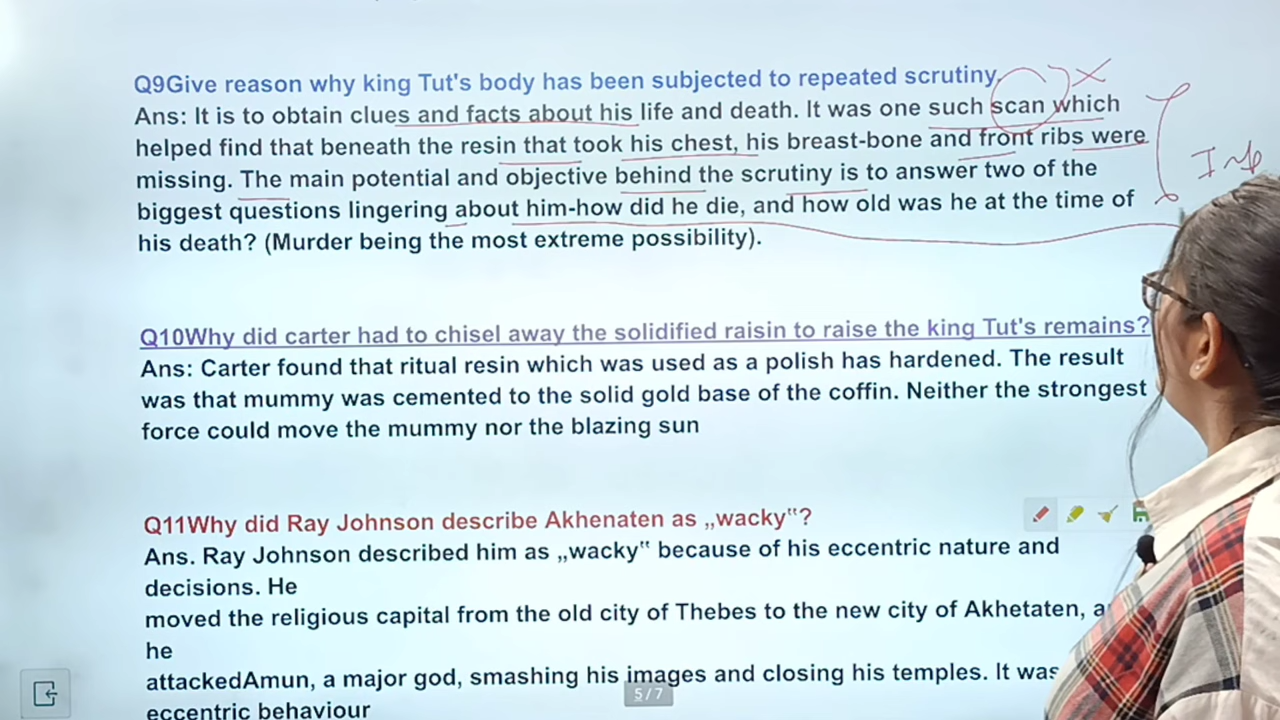 Q9Give reason why king Tut's body has been subjected to repeated scrutiny.
Ans: It is to obtain clues and facts about his life and death. It was one such scan which
helped find that beneath the resin that took his chest, his breast-bone and front ribs were
missing. The main potential and objective behind the scrutiny is to answer two of the
biggest questions lingering about him-how did he die, and how old was he at the time of
his death? (Murder being the most extreme possibility).
Imp
Q10Why did carter had to chisel away the solidified raisin to raise the king Tut's remains?
Ans: Carter found that ritual resin which was used as a polish has hardened. The result
was that mummy was cemented to the solid gold base of the coffin. Neither the strongest
force could move the mummy nor the blazing sun
Q11Why did Ray Johnson describe Akhenaten as „wacky‟?
Ans. Ray Johnson described him as „wacky‟ because of his eccentric nature and
decisions. He
moved the religious capital from the old city of Thebes to the new city of Akhetaten,
he
attackedAmun, a major god, smashing his images and closing his temples. It was
eccentric behaviour
5/7